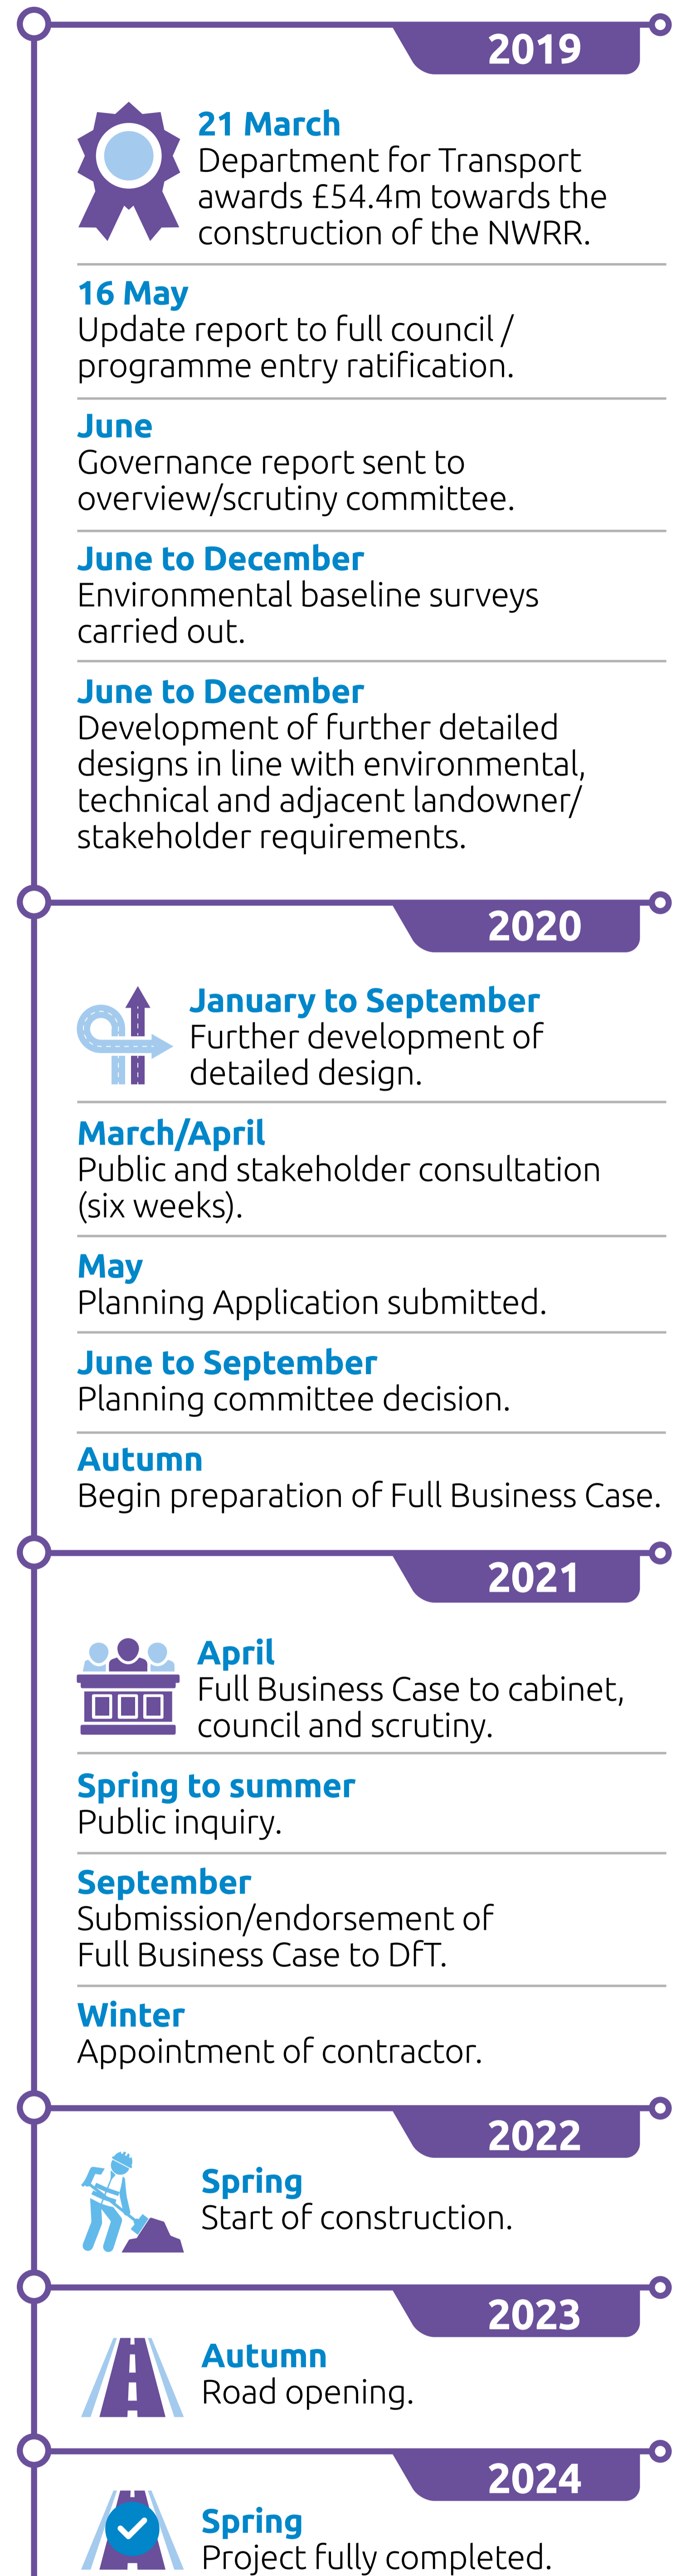 2019
21 March
Department for Transport
awards £54.4m towards the
construction of the NWRR.
16 May
Update report to full council /
programme entry ratification.
June
Governance report sent to
overview/scrutiny committee.
June to December
Environmental baseline surveys
carried out.
June to December
Development of further detailed
designs in line with environmental,
technical and adjacent landowner/
stakeholder requirements.
2020
January to September
Further development of
detailed design.
March/April
Public and stakeholder consultation
(six weeks).
May
Planning Application submitted.
June to September
Planning committee decision.
Autumn
Begin preparation of Full Business Case.
2021
April
Full Business Case to cabinet,
council and scrutiny.
Spring to summer
Public inquiry.
September
Submission/endorsement of
Full Business Case to DfT.
Winter
Appointment of contractor.
2022
Spring
Start of construction.
2023
Autumn
Road opening.
2024
Spring
Project fully completed.